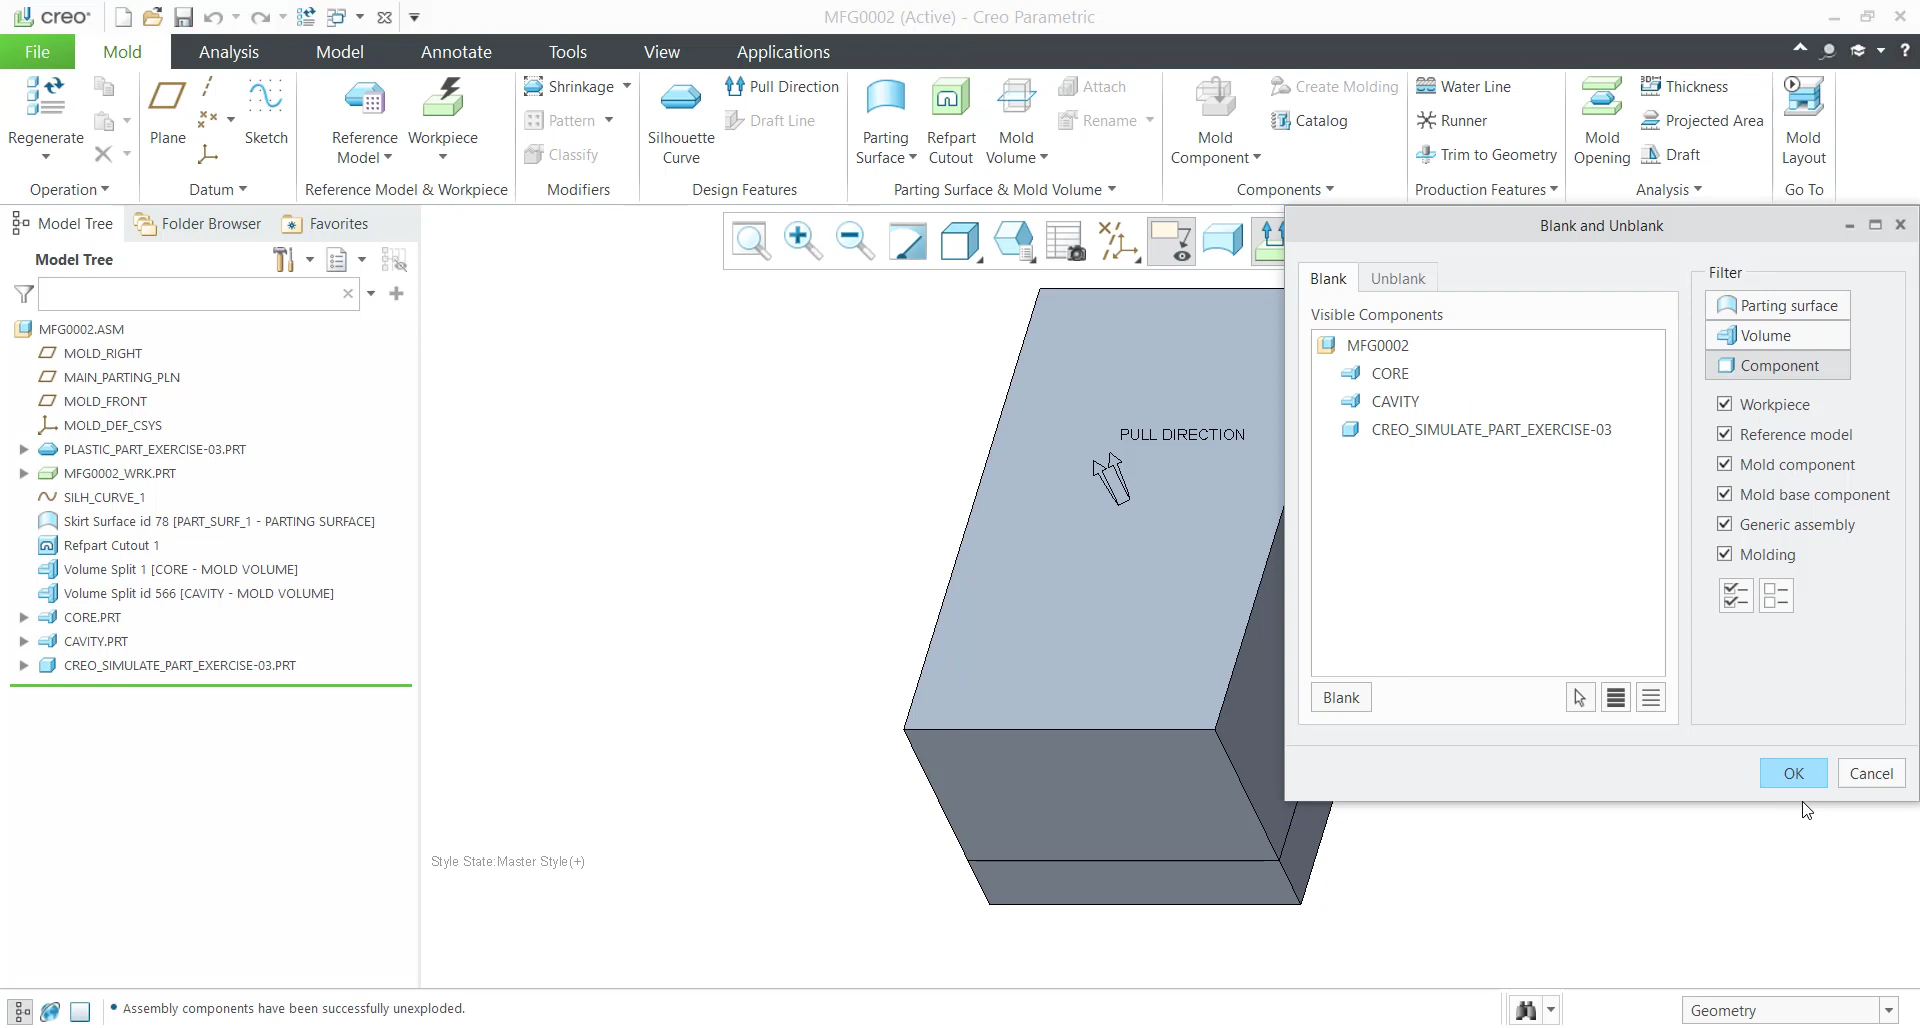 creo
MFG0002 (Active) - Creo Parametric
File Mold Analysis Model Annotate Tools View Applications
?
Regenerate
Operation
Plane
Sketch
Datum
Reference Model
Workpiece
Reference Model & Workpiece
Shrinkage
Pattern
Classify
Modifiers
Silhouette Curve
Pull Direction
Draft Line
Design Features
Parting Surface
Refpart Cutout
Mold Volume
Attach
Rename
Parting Surface & Mold Volume
Mold Component
Create Molding
Catalog
Components
Water Line
Runner
Trim to Geometry
Production Features
Mold Opening
Thickness
Projected Area
Draft
Analysis
Mold Layout
Go To
Model Tree Folder Browser Favorites
Model Tree
MFG0002.ASM
MOLD_RIGHT
MAIN_PARTING_PLN
MOLD_FRONT
MOLD_DEF_CSYS
PLASTIC_PART_EXERCISE-03.PRT
MFG0002_WRK.PRT
SILH_CURVE_1
Skirt Surface id 78 [PART_SURF_1 - PARTING SURFACE]
Refpart Cutout 1
Volume Split 1 [CORE - MOLD VOLUME]
Volume Split id 566 [CAVITY - MOLD VOLUME]
CORE.PRT
CAVITY.PRT
CREO_SIMULATE_PART_EXERCISE-03.PRT
PULL DIRECTION
Style State:Master Style(+)
Blank and Unblank
Blank Unblank
Visible Components
MFG0002
CORE
CAVITY
CREO_SIMULATE_PART_EXERCISE-03
Blank
Filter
Parting surface
Volume
Component
Workpiece
Reference model
Mold component
Mold base component
Generic assembly
Molding
OK Cancel
• Assembly components have been successfully unexploded.
Geometry